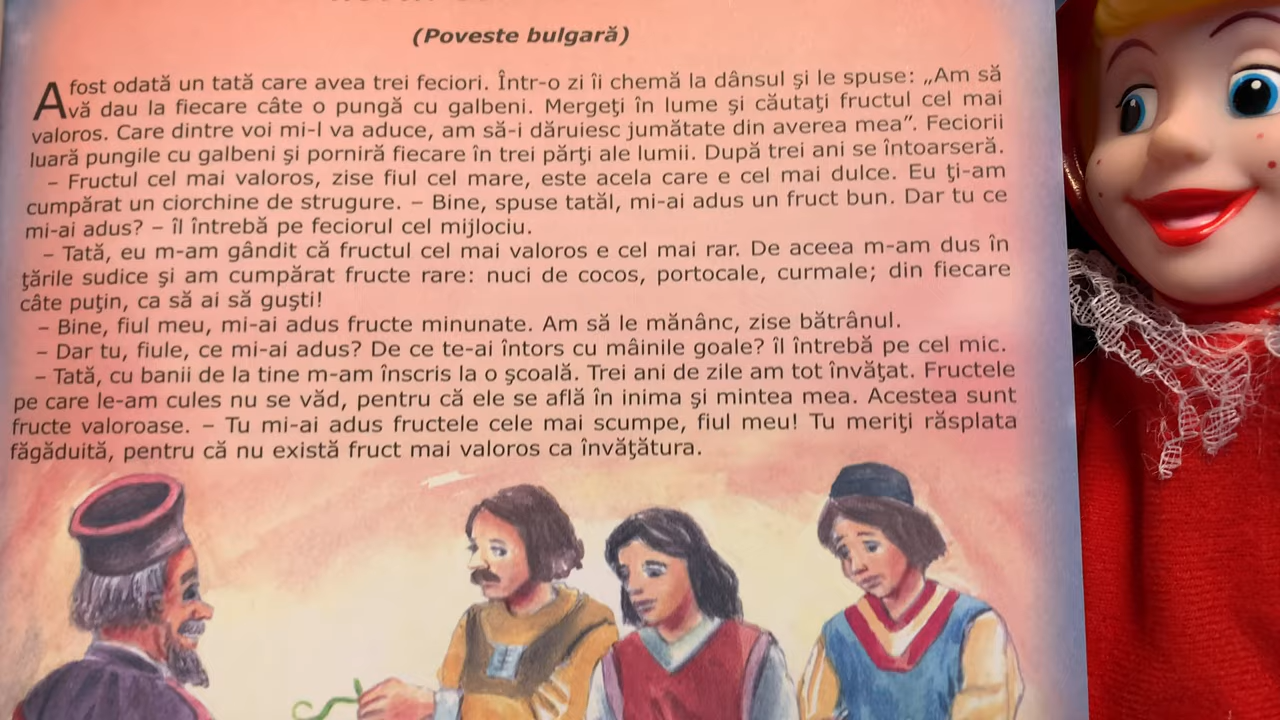 (Poveste bulgară)
A fost odată un tată care avea trei feciori. Într-o zi îi chemă la dânsul şi le spuse: „Am să
vă dau la fiecare câte o pungă cu galbeni. Mergeţi în lume şi căutaţi fructul cel mai
valoros. Care dintre voi mi-l va aduce, am să-i dăruiesc jumătate din averea mea”. Feciorii
luară pungile cu galbeni şi porniră fiecare în trei părţi ale lumii. După trei ani se întoarseră.
– Fructul cel mai valoros, zise fiul cel mare, este acela care e cel mai dulce. Eu ţi-am
cumpărat un ciorchine de strugure. – Bine, spuse tatăl, mi-ai adus un fruct bun. Dar tu ce
mi-ai adus? – îl întrebă pe feciorul cel mijlociu.
– Tată, eu m-am gândit că fructul cel mai valoros e cel mai rar. De aceea m-am dus în
ţările sudice şi am cumpărat fructe rare: nuci de cocos, portocale, curmale; din fiecare
câte puţin, ca să ai să guşti!
– Bine, fiul meu, mi-ai adus fructe minunate. Am să le mănânc, zise bătrânul.
– Dar tu, fiule, ce mi-ai adus? De ce te-ai întors cu mâinile goale? îl întrebă pe cel mic.
– Tată, cu banii de la tine m-am înscris la o şcoală. Trei ani de zile am tot învăţat. Fructele
pe care le-am cules nu se văd, pentru că ele se află în inima şi mintea mea. Acestea sunt
fructe valoroase. – Tu mi-ai adus fructele cele mai scumpe, fiul meu! Tu meriţi răsplata
făgăduită, pentru că nu există fruct mai valoros ca învăţătura.